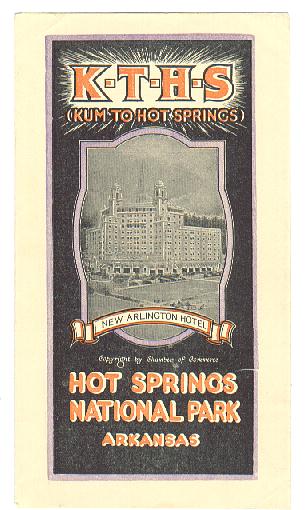 K·T·H·S
(KUM TO HOT SPRINGS)
NEW ARLINGTON HOTEL
Copyright by Chamber of Commerce
HOT SPRINGS
NATIONAL PARK
ARKANSAS